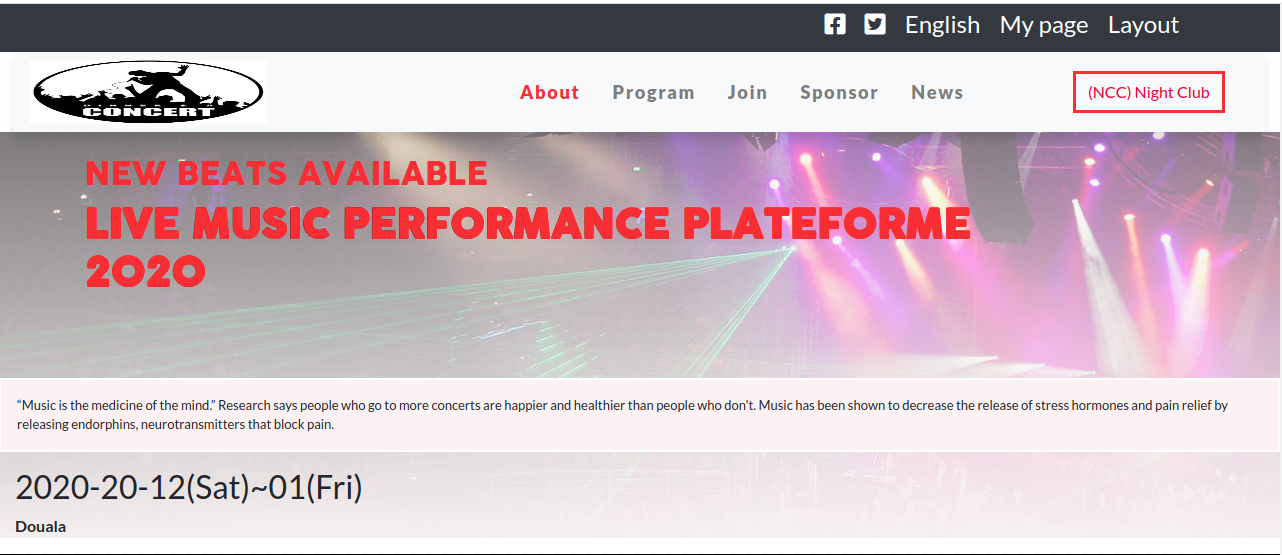 English My page Layout
CONCERT
About Program Join Sponsor News
(NCC) Night Club
NEW BEATS AVAILABLE
LIVE MUSIC PERFORMANCE PLATEFORME
2020
“Music is the medicine of the mind.” Research says people who go to more concerts are happier and healthier than people who don't. Music has been shown to decrease the release of stress hormones and pain relief by
releasing endorphins, neurotransmitters that block pain.
2020-20-12(Sat)~01(Fri)
Douala